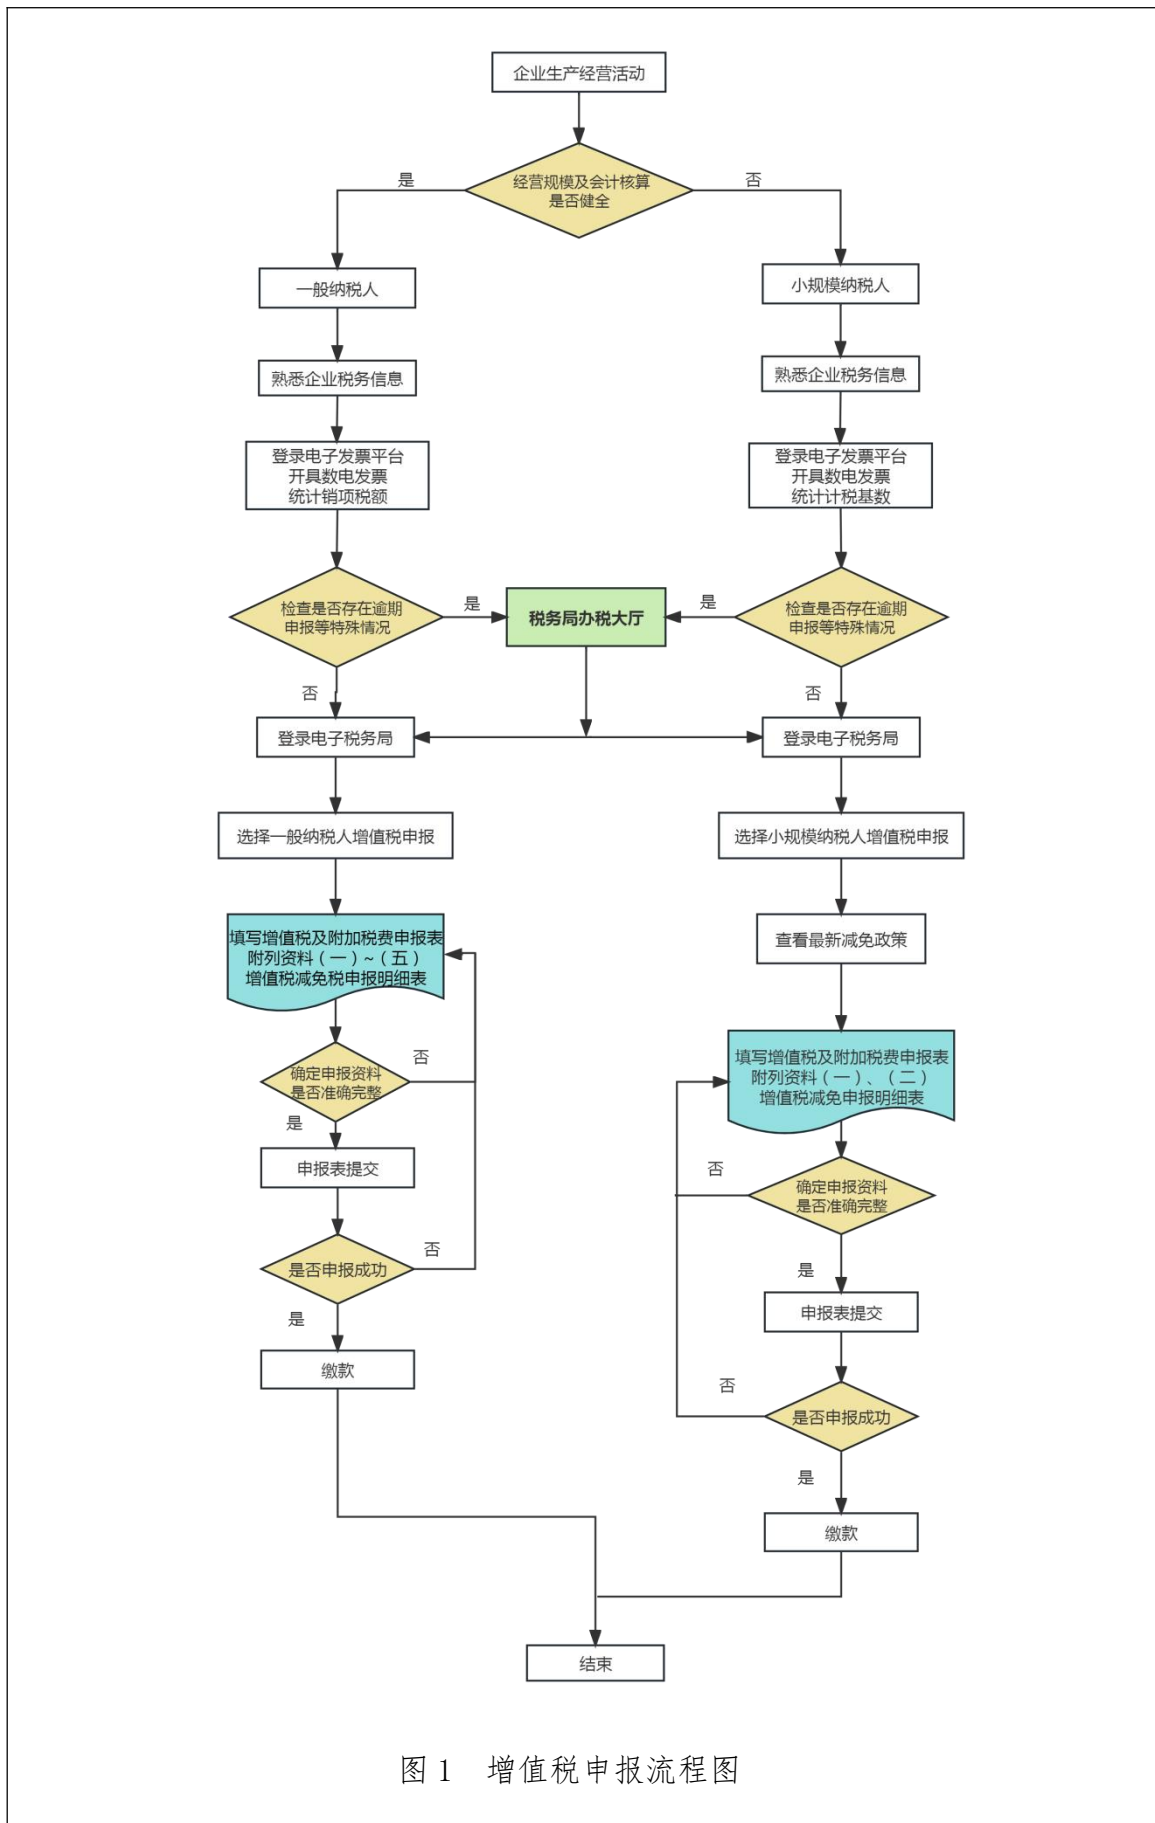 企业生产经营活动
经营规模及会计核算
是否健全
是
否
一般纳税人
小规模纳税人
熟悉企业税务信息
熟悉企业税务信息
登录电子发票平台
开具数电发票
统计销项税额
登录电子发票平台
开具数电发票
统计计税基数
检查是否存在逾期
申报等特殊情况
是
税务局办税大厅
是
检查是否存在逾期
申报等特殊情况
否
否
登录电子税务局
登录电子税务局
选择一般纳税人增值税申报
选择小规模纳税人增值税申报
填写增值税及附加税费申报表
附列资料（一）~（五）
增值税减免税申报明细表
查看最新减免政策
确定申报资料
是否准确完整
否
填写增值税及附加税费申报表
附列资料（一）、（二）
增值税减免申报明细表
是
申报表提交
否
确定申报资料
是否准确完整
是否申报成功
否
是
是
申报表提交
缴款
否
是否申报成功
是
缴款
结束
图 1 增值税申报流程图